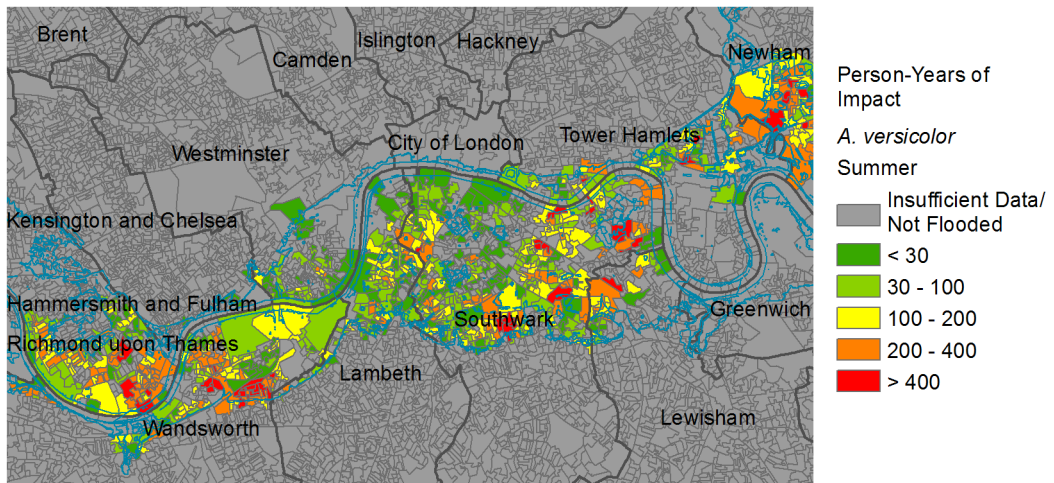 Brent
Camden
Islington
Hackney
Newham
Westminster
City of London
Tower Hamlets
Kensington and Chelsea
Hammersmith and Fulham
Richmond upon Thames
Southwark
Greenwich
Lambeth
Wandsworth
Lewisham
Person-Years of
Impact
A. versicolor
Summer
Insufficient Data/
Not Flooded
< 30
30 - 100
100 - 200
200 - 400
> 400